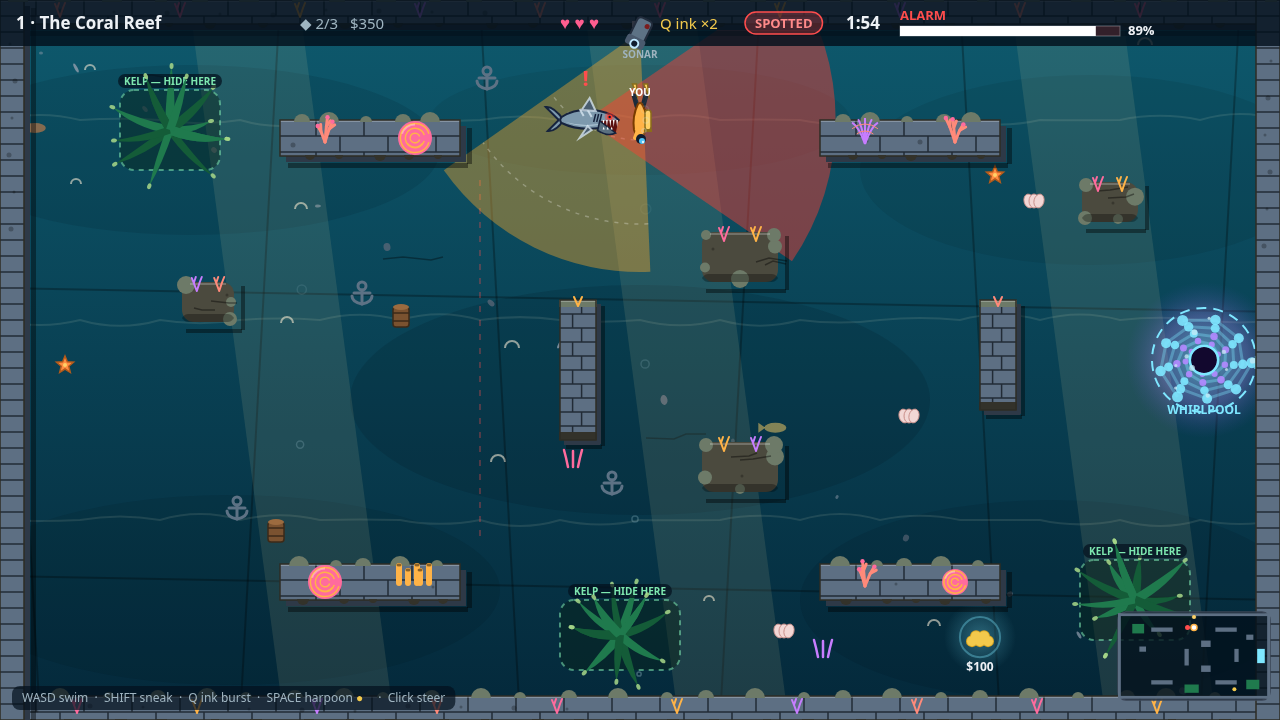 1 · The Coral Reef
◆ 2/3 $350
♥ ♥ ♥
Q ink ×2
SPOTTED
1:54
ALARM
89%
SONAR
KELP — HIDE HERE
!
YOU
WHIRLPOOL
KELP — HIDE HERE
KELP — HIDE HERE
$100
WASD swim · SHIFT sneak · Q ink burst · SPACE harpoon ● · Click steer